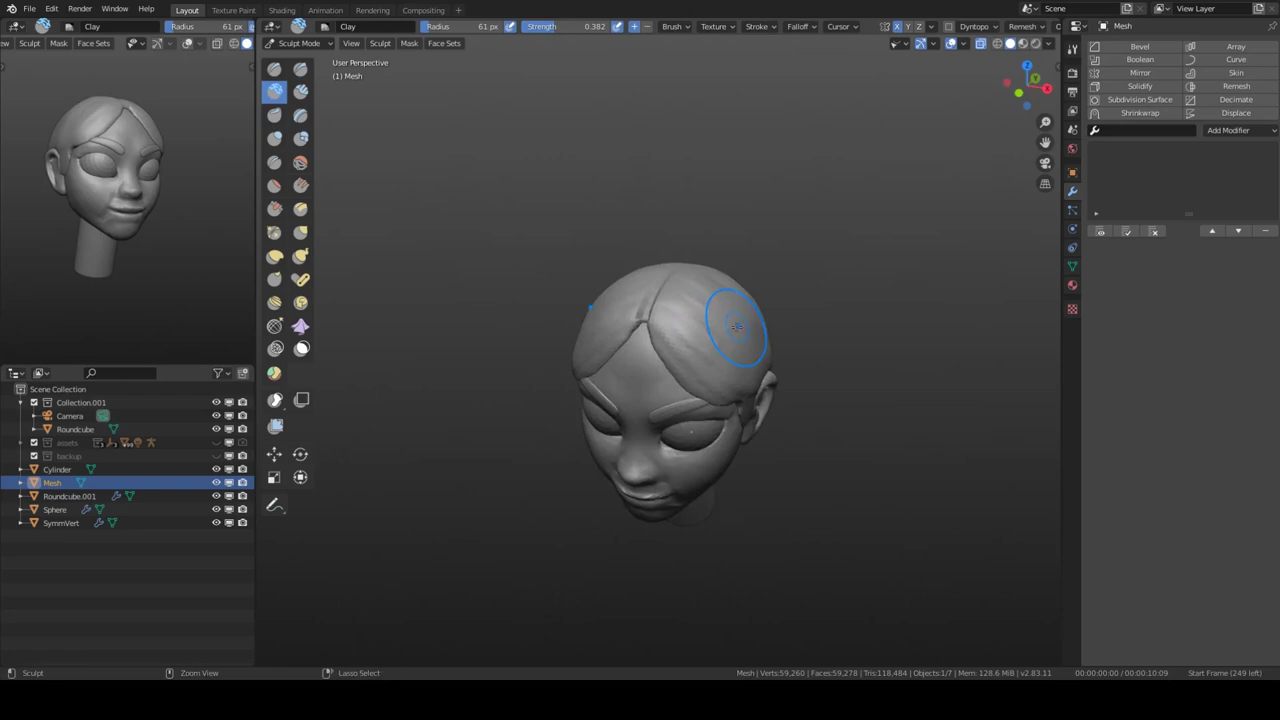 File Edit Render Window Help Layout Texture Paint Shading Animation Rendering Compositing + Scene View Layer
Clay Radius 61 px Clay Radius 61 px Strength 0.382 Brush Texture Stroke Falloff Cursor X Y Z Dyntopo Remesh Mesh
Sculpt Mask Face Sets Sculpt Mode View Sculpt Mask Face Sets
User Perspective
(1) Mesh
Z
Y
X
Bevel Array
Boolean Curve
Mirror Skin
Solidify Remesh
Subdivision Surface Decimate
Shrinkwrap Displace
Add Modifier
Scene Collection
Collection.001
Camera
Roundcube
assets
backup
Cylinder
Mesh
Roundcube.001
Sphere
SymmVert
Sculpt Zoom View Lasso Select Mesh | Verts:59,260 | Faces:59,278 | Tris:118,484 | Objects:1/7 | Mem: 128.6 MiB | v2.83.11 00:00:00:00 / 00:00:10:09 Start Frame (249 left)